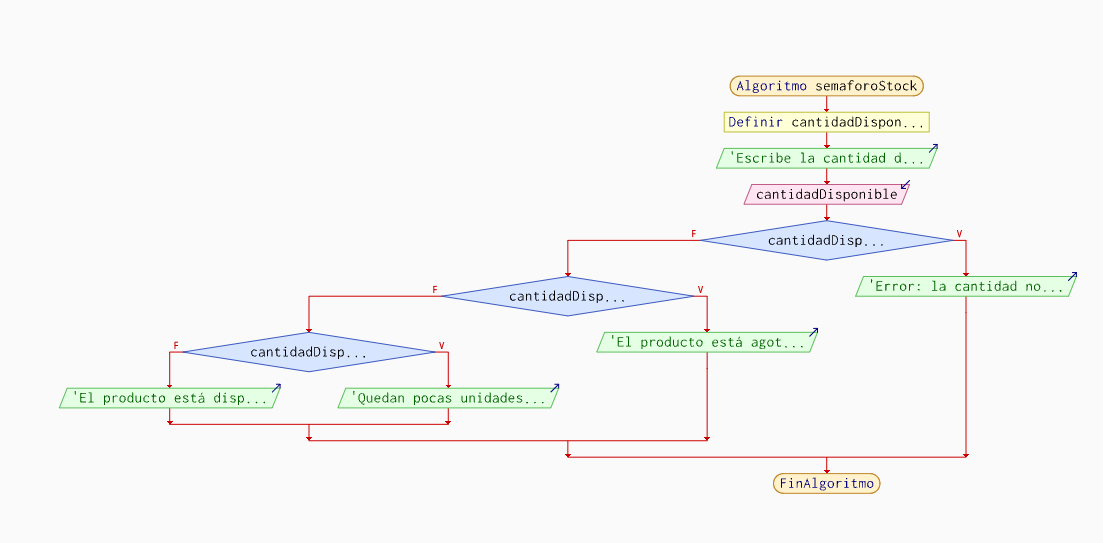 Algoritmo semaforoStock
Definir cantidadDispon...
'Escribe la cantidad d...
cantidadDisponible
F
cantidadDisp...
V
'Error: la cantidad no...
F
cantidadDisp...
V
'El producto está agot...
F
cantidadDisp...
V
'El producto está disp...
'Quedan pocas unidades...
FinAlgoritmo